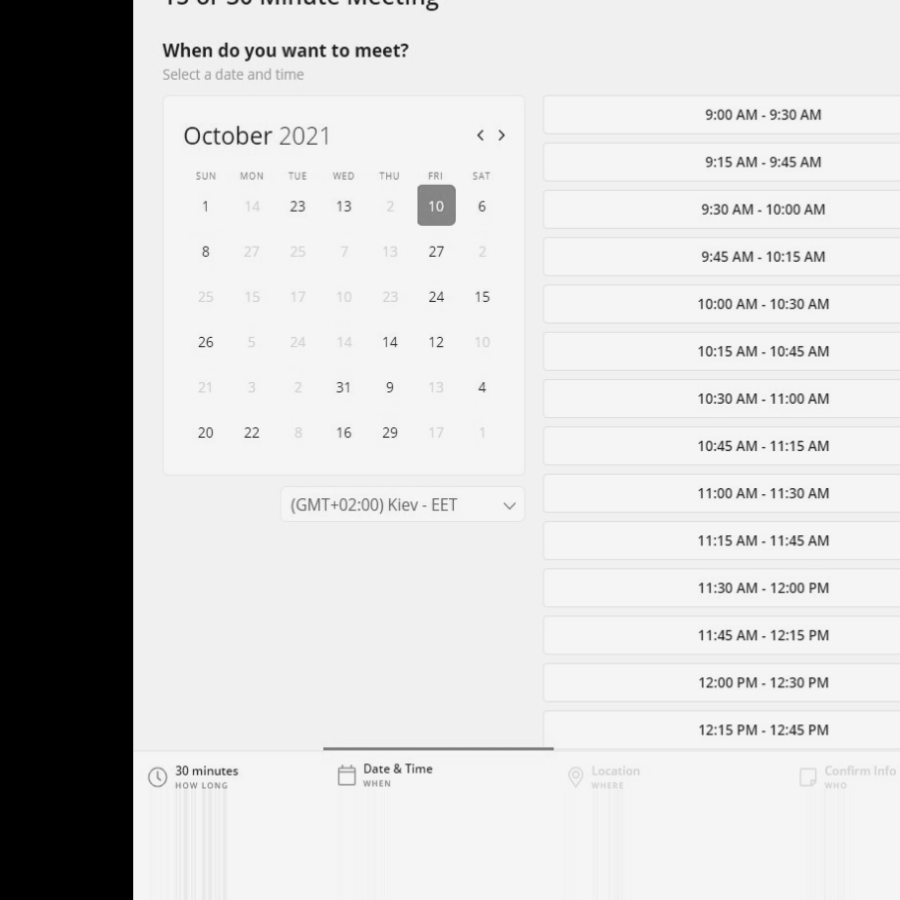 15 or 30 Minute Meeting
When do you want to meet?
Select a date and time
October 2021
SUN MON TUE WED THU FRI SAT
1 14 23 13 2 10 6
8 27 25 7 13 27 2
25 15 17 10 23 24 15
26 5 24 14 14 12 10
21 3 2 31 9 13 4
20 22 8 16 29 17 1
(GMT+02:00) Kiev - EET
9:00 AM - 9:30 AM
9:15 AM - 9:45 AM
9:30 AM - 10:00 AM
9:45 AM - 10:15 AM
10:00 AM - 10:30 AM
10:15 AM - 10:45 AM
10:30 AM - 11:00 AM
10:45 AM - 11:15 AM
11:00 AM - 11:30 AM
11:15 AM - 11:45 AM
11:30 AM - 12:00 PM
11:45 AM - 12:15 PM
12:00 PM - 12:30 PM
12:15 PM - 12:45 PM
30 minutes
HOW LONG
Date & Time
WHEN
Location
WHERE
Confirm Info
WHO